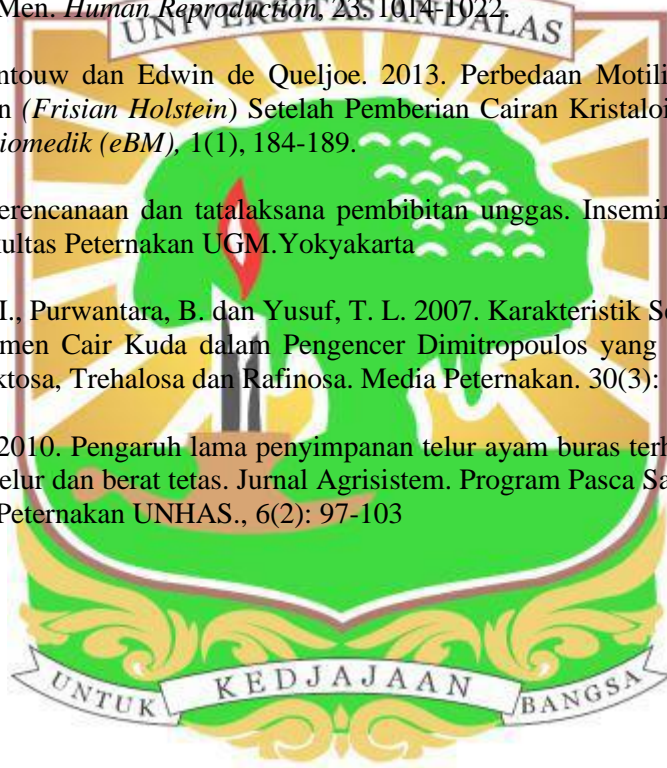 Men. Human Reproduction, 23: 1014-1022.
UNIVERSITAS ANDALAS
ntouw dan Edwin de Queljoe. 2013. Perbedaan Motili
n (Frisian Holstein) Setelah Pemberian Cairan Kristalo
iomedik (eBM), 1(1), 184-189.
erencanaan dan tatalaksana pembibitan unggas. Insemin
kultas Peternakan UGM.Yokyakarta
I., Purwantara, B. dan Yusuf, T. L. 2007. Karakteristik Se
men Cair Kuda dalam Pengencer Dimitropoulos yang
ktosa, Trehalosa dan Rafinosa. Media Peternakan. 30(3):
2010. Pengaruh lama penyimpanan telur ayam buras terh
elur dan berat tetas. Jurnal Agrisistem. Program Pasca Sa
Peternakan UNHAS., 6(2): 97-103
UNTUK KEDJAJAAN BANGSA